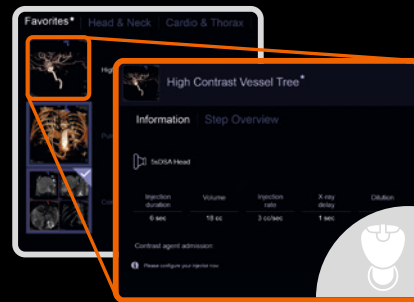 Favorites* Head & Neck Cardio & Thorax
Hig
High Contrast Vessel Tree*
Information Step Overview
5sDSA Head
Injection duration Volume Injection rate X-ray delay Dilution
6 sec 18 cc 3 cc/sec 1 sec
Contrast agent admission:
Please configure your injector now